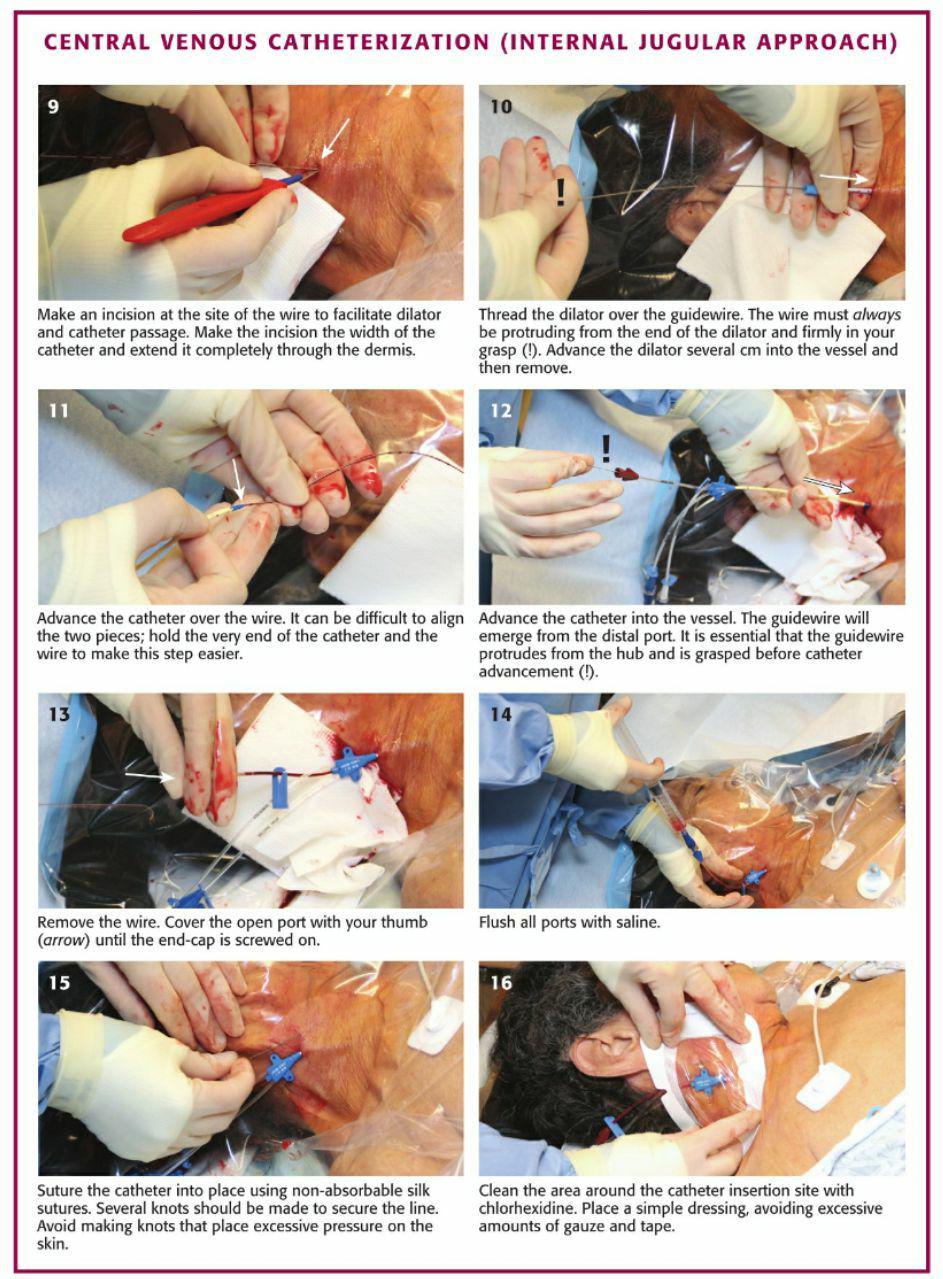 CENTRAL VENOUS CATHETERIZATION (INTERNAL JUGULAR APPROACH)
9
Make an incision at the site of the wire to facilitate dilator
and catheter passage. Make the incision the width of the
catheter and extend it completely through the dermis.
10
!
Thread the dilator over the guidewire. The wire must always
be protruding from the end of the dilator and firmly in your
grasp (!). Advance the dilator several cm into the vessel and
then remove.
11
Advance the catheter over the wire. It can be difficult to align
the two pieces; hold the very end of the catheter and the
wire to make this step easier.
12
!
Advance the catheter into the vessel. The guidewire will
emerge from the distal port. It is essential that the guidewire
protrudes from the hub and is grasped before catheter
advancement (!).
13
Remove the wire. Cover the open port with your thumb
(arrow) until the end-cap is screwed on.
14
Flush all ports with saline.
15
Suture the catheter into place using non-absorbable silk
sutures. Several knots should be made to secure the line.
Avoid making knots that place excessive pressure on the
skin.
16
Clean the area around the catheter insertion site with
chlorhexidine. Place a simple dressing, avoiding excessive
amounts of gauze and tape.